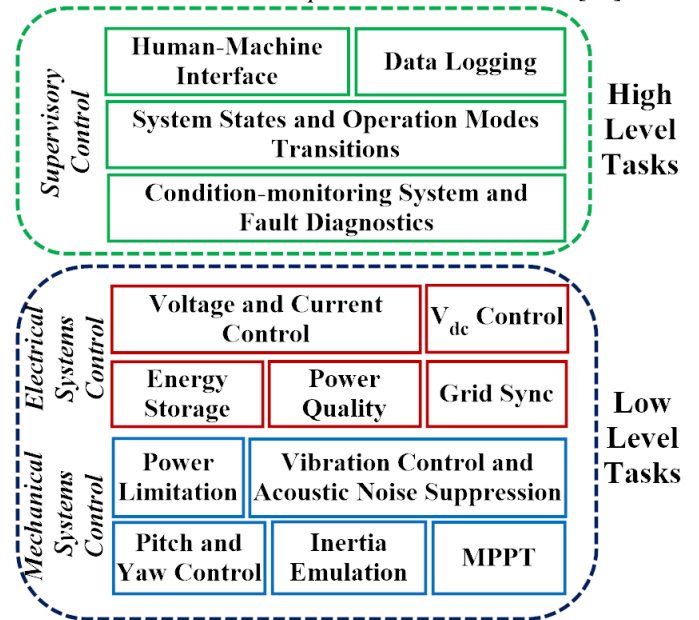 Supervisory
Control
Human-Machine
Interface
Data Logging
System States and Operation Modes
Transitions
Condition-monitoring System and
Fault Diagnostics
High
Level
Tasks
Electrical
Systems
Control
Voltage and Current
Control
Vdc Control
Energy
Storage
Power
Quality
Grid Sync
Mechanical
Systems
Control
Power
Limitation
Vibration Control and
Acoustic Noise Suppression
Pitch and
Yaw Control
Inertia
Emulation
MPPT
Low
Level
Tasks